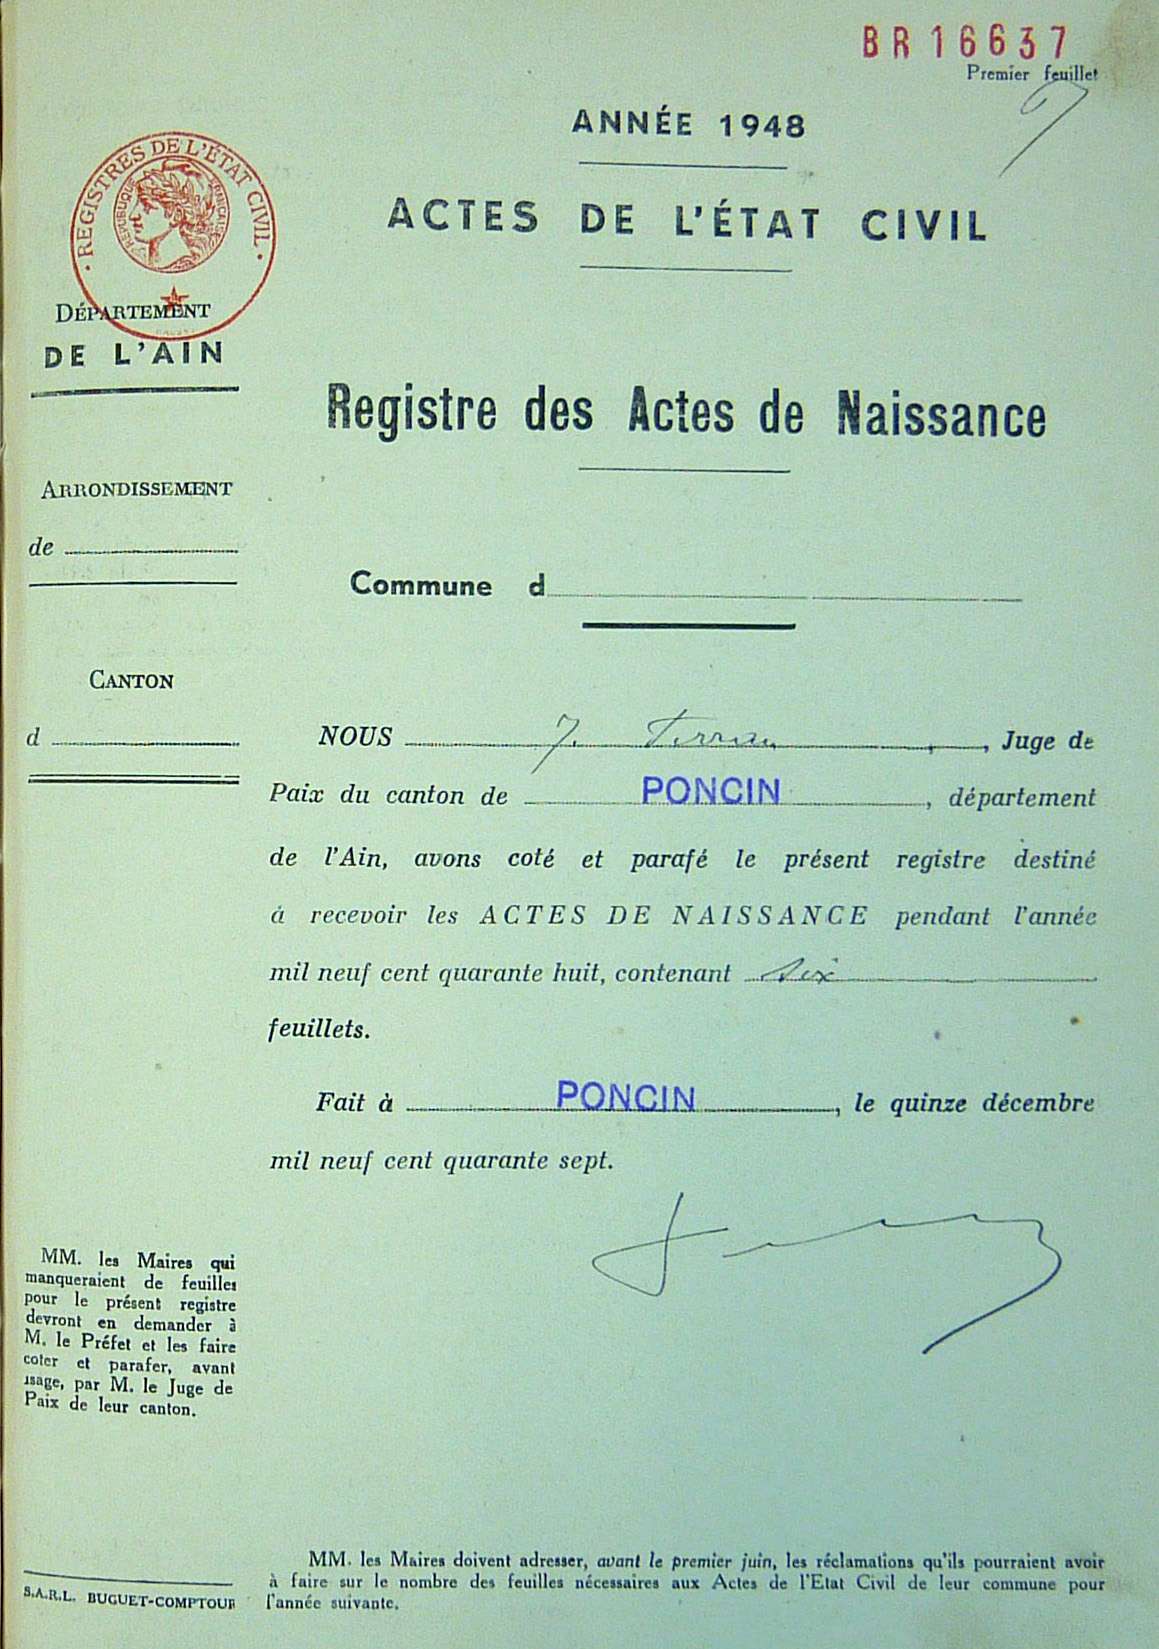 BR 16637
Premier feuillet
ANNÉE 1948
REGISTRES DE L'ÉTAT CIVIL
RÉPUBLIQUE FRANÇAISE
ACTES DE L'ÉTAT CIVIL
DÉPARTEMENT
DE L'AIN
Registre des Actes de Naissance
ARRONDISSEMENT
de
Commune d
CANTON
d
NOUS J. , Juge de
Paix du canton de PONCIN, département
de l'Ain, avons coté et parafé le présent registre destiné
à recevoir les ACTES DE NAISSANCE pendant l'année
mil neuf cent quarante huit, contenant six
feuillets.
Fait à PONCIN, le quinze décembre
mil neuf cent quarante sept.
MM. les Maires qui
manqueraient de feuilles
pour le présent registre
devront en demander à
M. le Préfet et les faire
coter et parafer, avant
usage, par M. le Juge de
Paix de leur canton.
MM. les Maires doivent adresser, avant le premier juin, les réclamations qu'ils pourraient avoir
à faire sur le nombre des feuilles nécessaires aux Actes de l'Etat Civil de leur commune pour
l'année suivante.
S.A.R.L. BUGUET-COMPTOUR